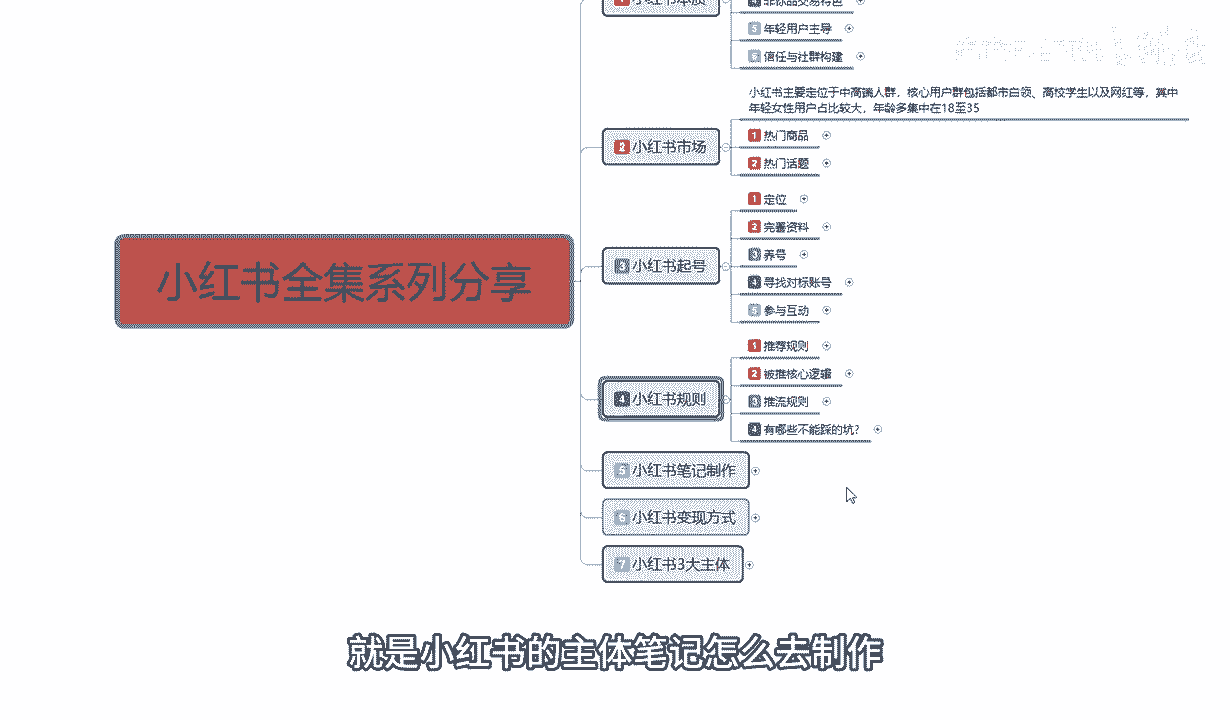 1 小红书本质
非标品交易特色
5 年轻用户主导
6 信任与社群构建
小红书主要定位于中高端人群，核心用户群包括都市白领、高校学生以及网红等，其中
年轻女性用户占比较大，年龄多集中在18至35
2 小红书市场
1 热门商品
2 热门话题
小红书全集系列分享
3 小红书起号
1 定位
2 完善资料
3 养号
4 寻找对标账号
5 参与互动
4 小红书规则
1 推荐规则
2 被推核心逻辑
3 推流规则
4 有哪些不能踩的坑？
5 小红书笔记制作
6 小红书变现方式
7 小红书3大主体
就是小红书的主体笔记怎么去制作